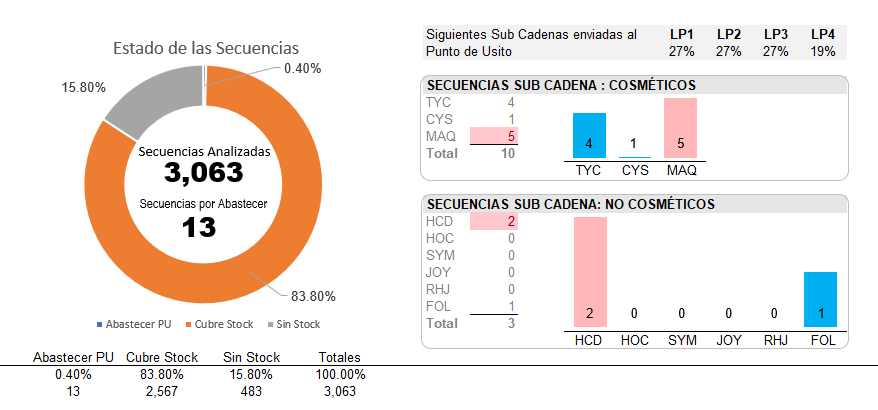 Estado de las Secuencias
0.40%
15.80%
Secuencias Analizadas
3,063
Secuencias por Abastecer
13
83.80%
Abastecer PU Cubre Stock Sin Stock
Abastecer PU Cubre Stock Sin Stock Totales
0.40% 83.80% 15.80% 100.00%
13 2,567 483 3,063
Siguientes Sub Cadenas enviadas al LP1 LP2 LP3 LP4
Punto de Usito 27% 27% 27% 19%
SECUENCIAS SUB CADENA : COSMÉTICOS
TYC 4
CYS 1
MAQ 5
Total 10
4 1 5
TYC CYS MAQ
SECUENCIAS SUB CADENA: NO COSMÉTICOS
HCD 2
HOC 0
SYM 0
JOY 0
RHJ 0
FOL 1
Total 3
2 0 0 0 0 1
HCD HOC SYM JOY RHJ FOL